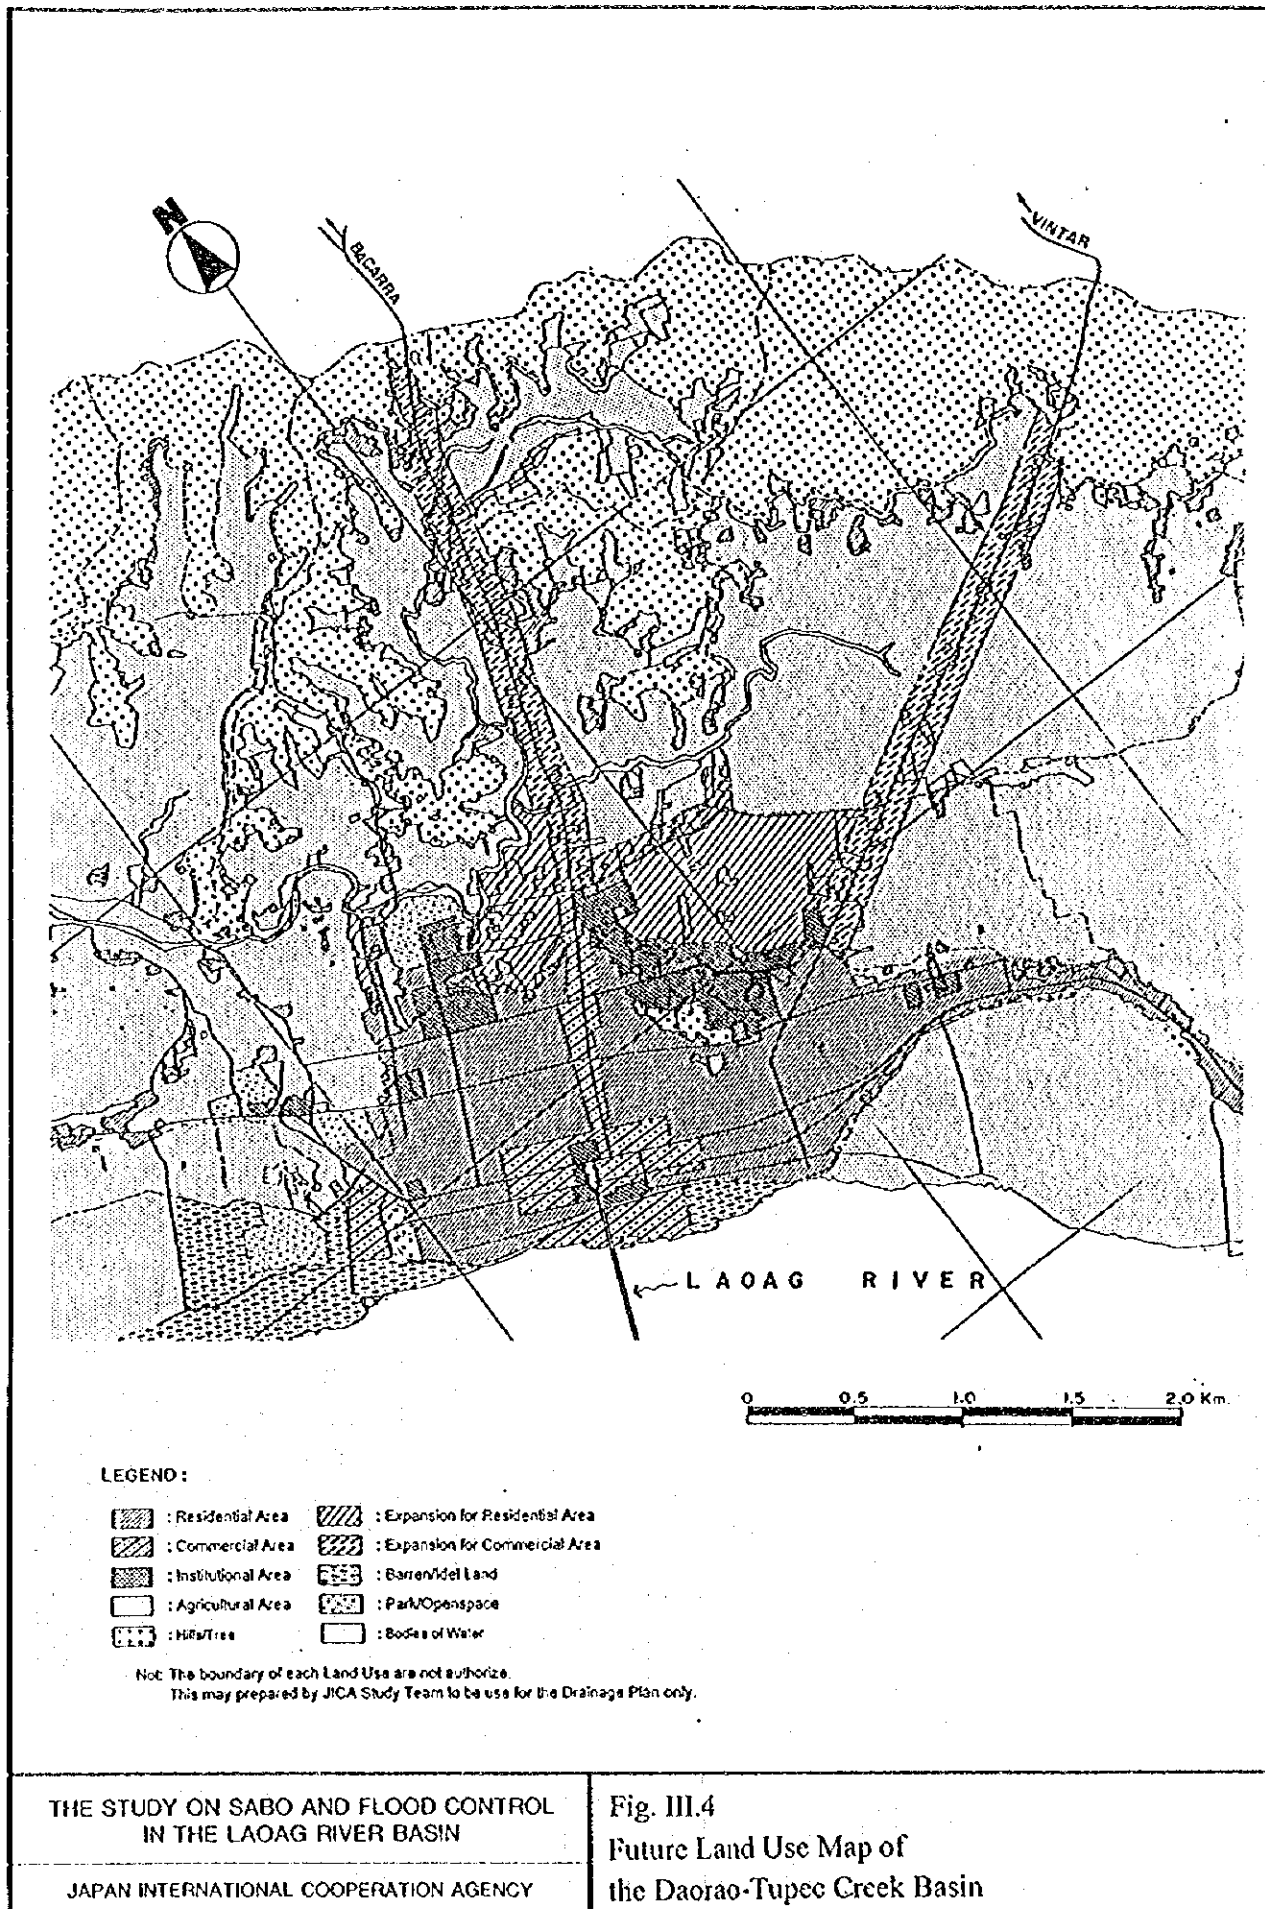 N
BACARRA
VINTAR
LAOAG RIVER
0 0.5 1.0 1.5 2.0 Km.
LEGEND :
: Residential Area : Expansion for Residential Area
: Commercial Area : Expansion for Commercial Area
: Institutional Area : Barren/Idel Land
: Agricultural Area : Park/Openspace
: Hills/Tree : Bodies of Water
Not: The boundary of each Land Use are not authorize.
This may prepared by JICA Study Team to be use for the Drainage Plan only.
THE STUDY ON SABO AND FLOOD CONTROL
IN THE LAOAG RIVER BASIN
JAPAN INTERNATIONAL COOPERATION AGENCY
Fig. III.4
Future Land Use Map of
the Daorao-Tupec Creek Basin